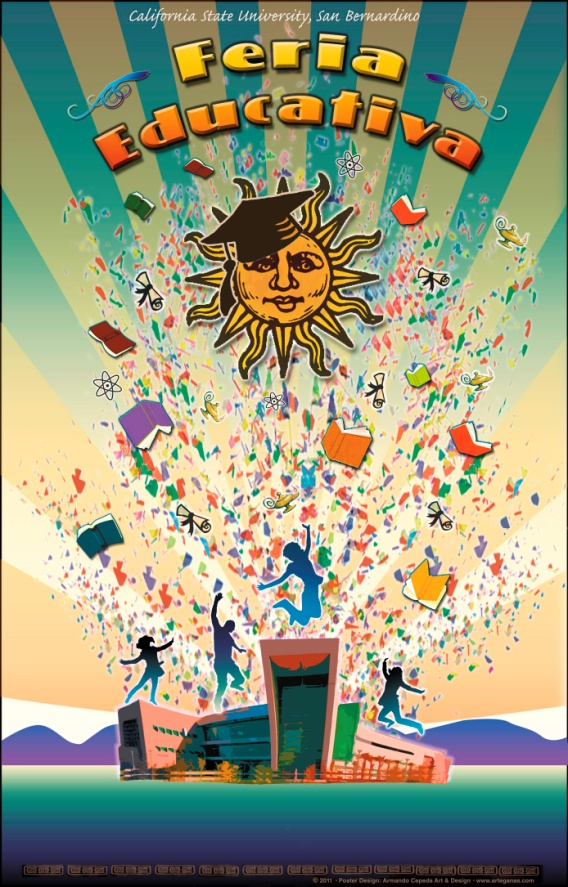 California State University, San Bernardino
Feria
Educativa
© 2011 - Poster Design: Armando Cepeda Art & Design - www.arteganas.com